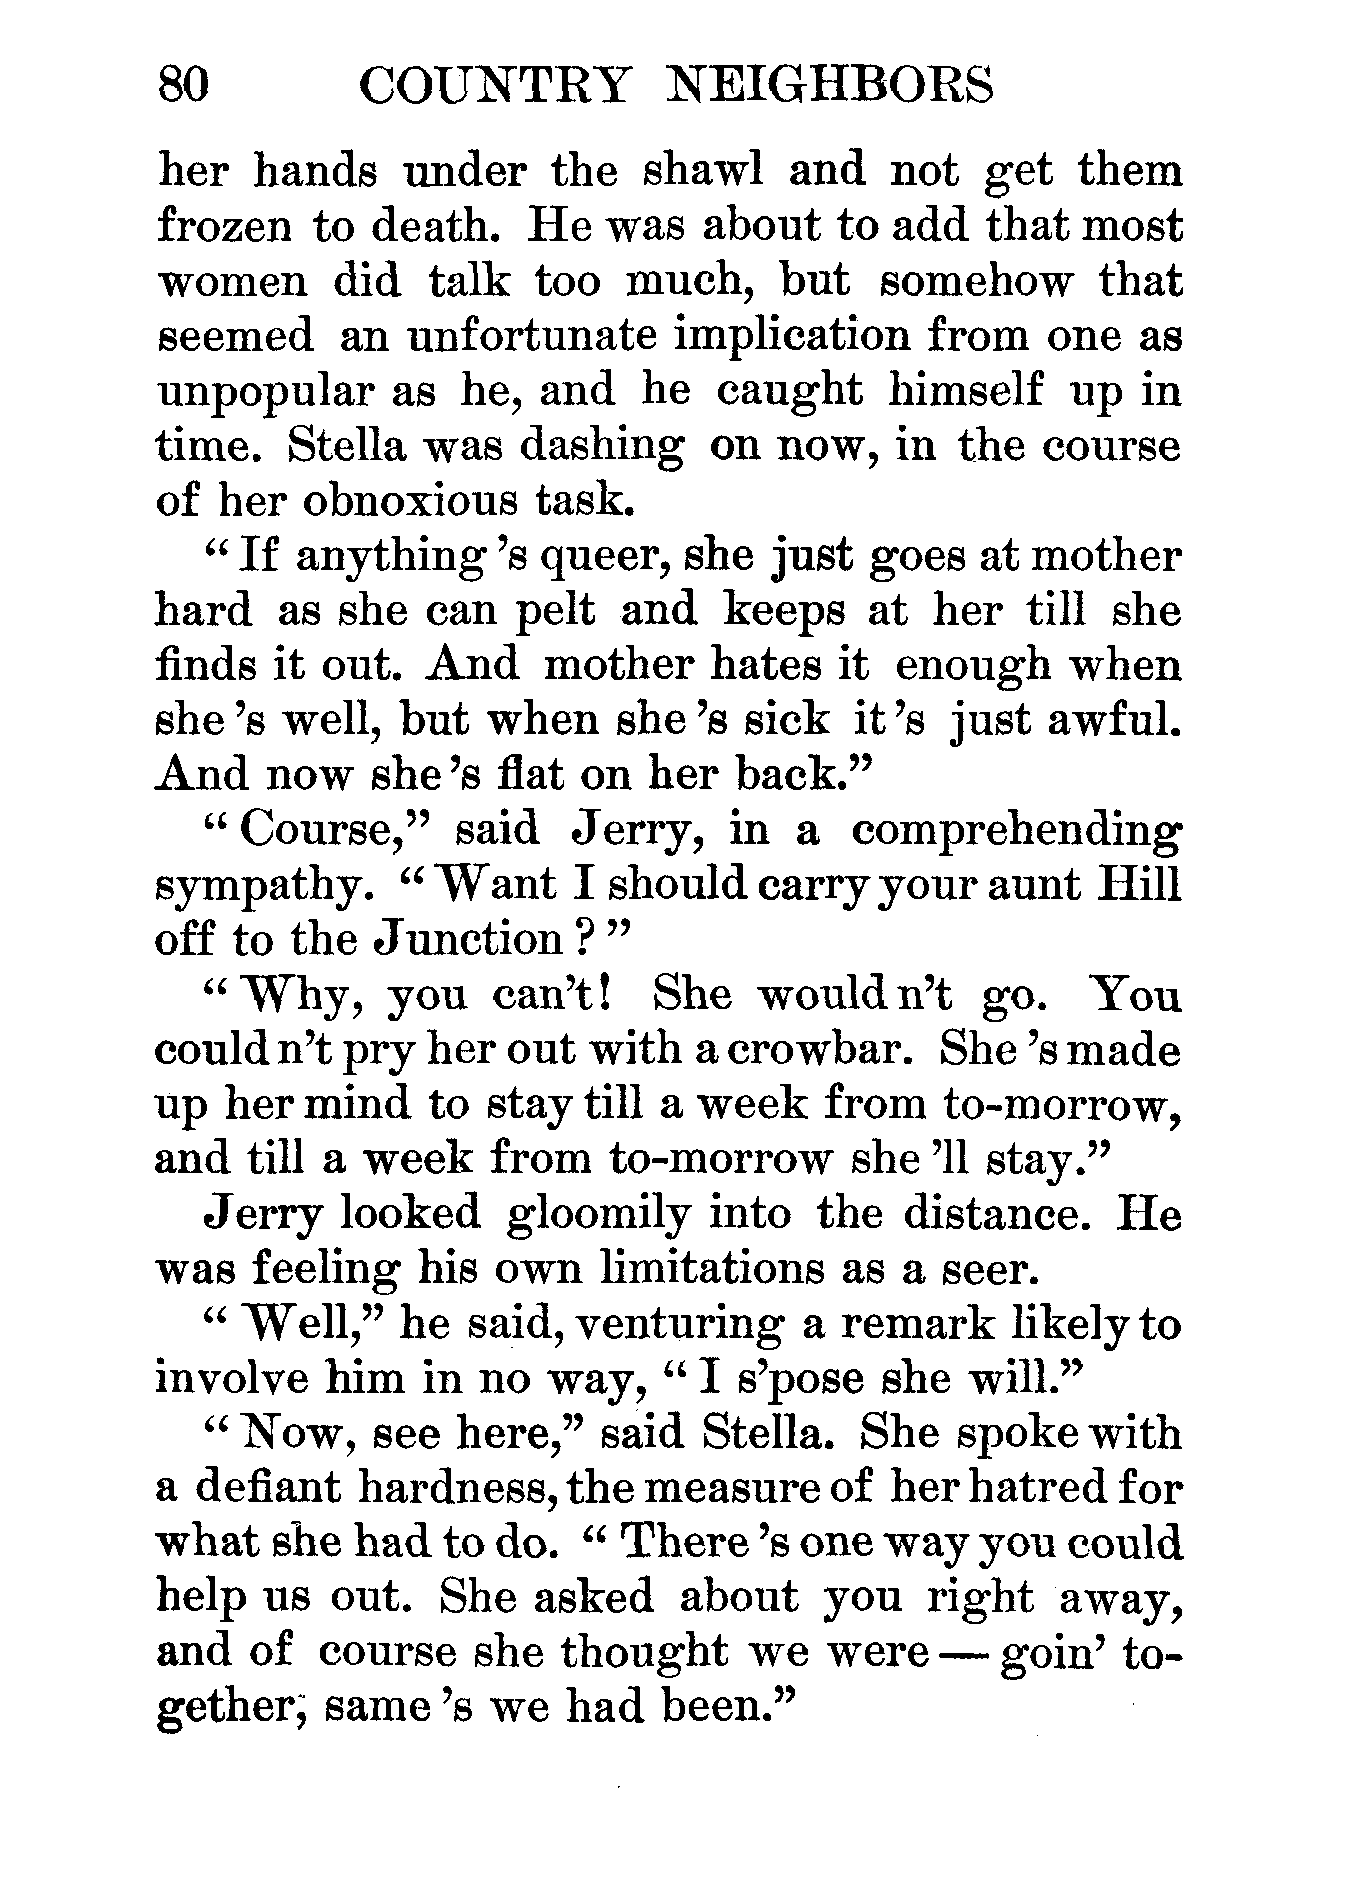 80 COUNTRY NEIGHBORS
her hands under the shawl and not get them
frozen to death. He was about to add that most
women did talk too much, but somehow that
seemed an unfortunate implication from one as
unpopular as he, and he caught himself up in
time. Stella was dashing on now, in the course
of her obnoxious task.
“ If anything 's queer, she just goes at mother
hard as she can pelt and keeps at her till she
finds it out. And mother hates it enough when
she 's well, but when she 's sick it 's just awful.
And now she 's flat on her back.”
“ Course,” said Jerry, in a comprehending
sympathy. “ Want I should carry your aunt Hill
off to the Junction ? ”
“ Why, you can't! She would n't go. You
could n't pry her out with a crowbar. She 's made
up her mind to stay till a week from to-morrow,
and till a week from to-morrow she 'll stay.”
Jerry looked gloomily into the distance. He
was feeling his own limitations as a seer.
“ Well,” he said, venturing a remark likely to
involve him in no way, “ I s'pose she will.”
“ Now, see here,” said Stella. She spoke with
a defiant hardness, the measure of her hatred for
what she had to do. “ There 's one way you could
help us out. She asked about you right away,
and of course she thought we were — goin' to-
gether, same 's we had been.”